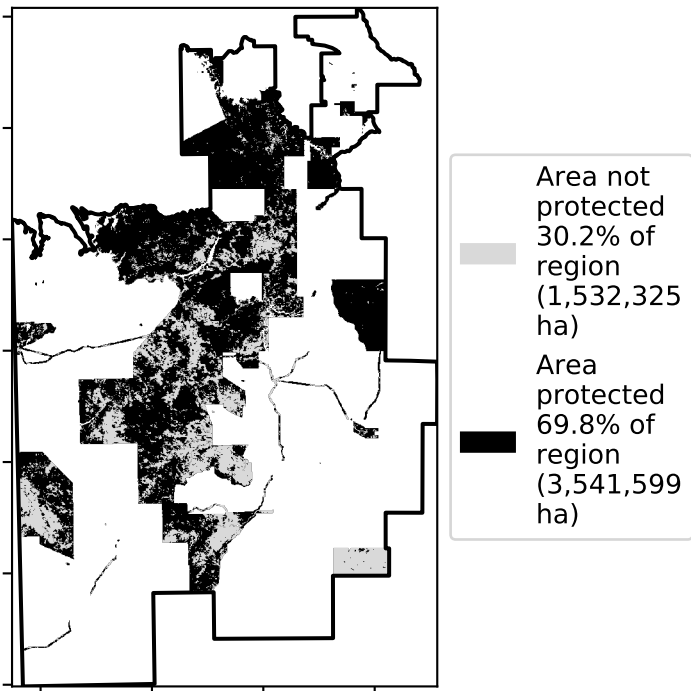 Area not
protected
30.2% of
region
(1,532,325
ha)
Area
protected
69.8% of
region
(3,541,599
ha)